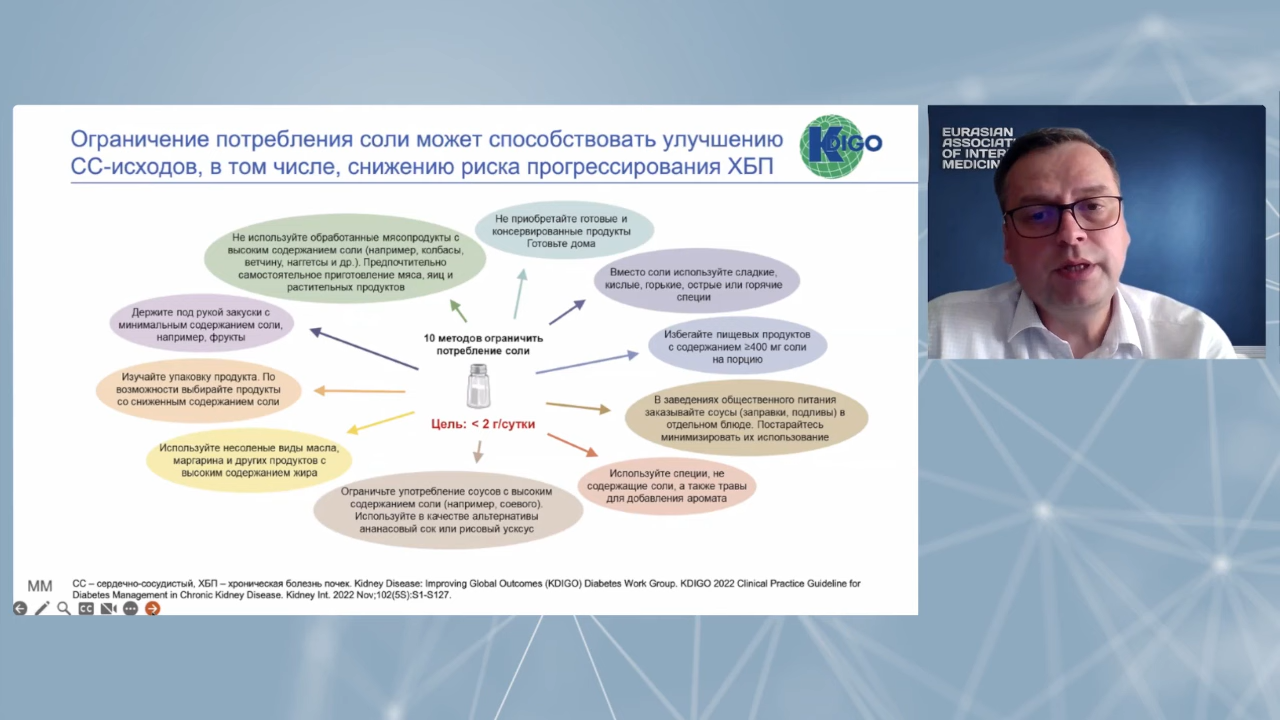 Ограничение потребления соли может способствовать улучшению
СС-исходов, в том числе, снижению риска прогрессирования ХБП
KDIGO
EURASIAN
ASSOCIAT
OF INTER
MEDICIN
Не приобретайте готовые и
консервированные продукты
Готовьте дома
Не используйте обработанные мясопродукты с
высоким содержанием соли (например, колбасы,
ветчину, наггетсы и др.). Предпочтительно
самостоятельное приготовление мяса, яиц и
растительных продуктов
Вместо соли используйте сладкие,
кислые, горькие, острые или горячие
специи
Держите под рукой закуски с
минимальным содержанием соли,
например, фрукты
10 методов ограничить
потребление соли
Избегайте пищевых продуктов
с содержанием ≥400 мг соли
на порцию
Изучайте упаковку продукта. По
возможности выбирайте продукты
со сниженным содержанием соли
В заведениях общественного питания
заказывайте соусы (заправки, подливы) в
отдельном блюде. Постарайтесь
минимизировать их использование
Цель: < 2 г/сутки
Используйте несоленые виды масла,
маргарина и других продуктов с
высоким содержанием жира
Используйте специи, не
содержащие соли, а также травы
для добавления аромата
Ограничьте употребление соусов с высоким
содержанием соли (например, соевого).
Используйте в качестве альтернативы
ананасовый сок или рисовый усксус
ММ
СС – сердечно-сосудистый, ХБП – хроническая болезнь почек. Kidney Disease: Improving Global Outcomes (KDIGO) Diabetes Work Group. KDIGO 2022 Clinical Practice Guideline for
Diabetes Management in Chronic Kidney Disease. Kidney Int. 2022 Nov;102(5S):S1-S127.
CC